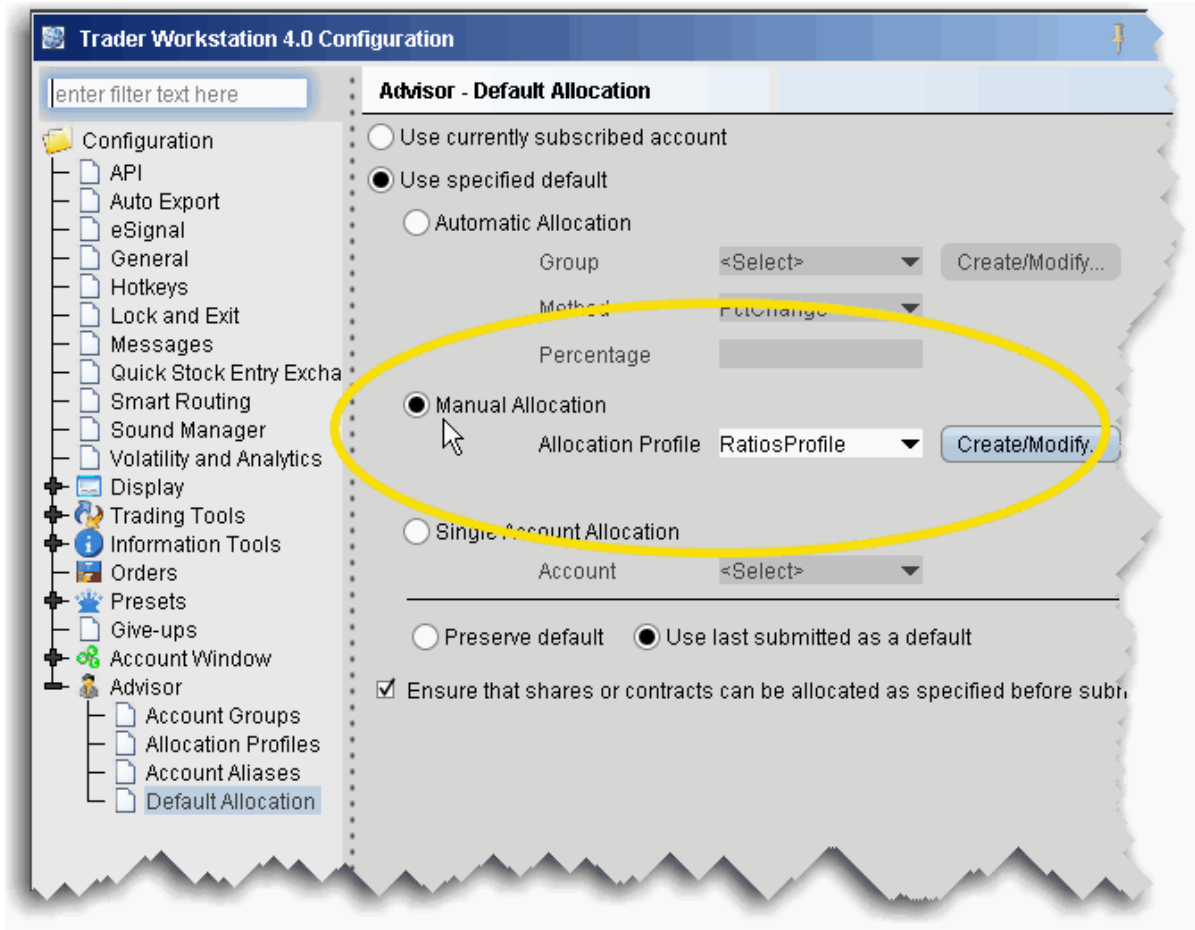 Trader Workstation 4.0 Configuration
enter filter text here
Configuration
API
Auto Export
eSignal
General
Hotkeys
Lock and Exit
Messages
Quick Stock Entry Excha
Smart Routing
Sound Manager
Volatility and Analytics
Display
Trading Tools
Information Tools
Orders
Presets
Give-ups
Account Window
Advisor
Account Groups
Allocation Profiles
Account Aliases
Default Allocation
Advisor - Default Allocation
Use currently subscribed account
Use specified default
Automatic Allocation
Group <Select> Create/Modify...
Method PctChange
Percentage
Manual Allocation
Allocation Profile RatiosProfile Create/Modify..
Single Account Allocation
Account <Select>
Preserve default Use last submitted as a default
Ensure that shares or contracts can be allocated as specified before subm